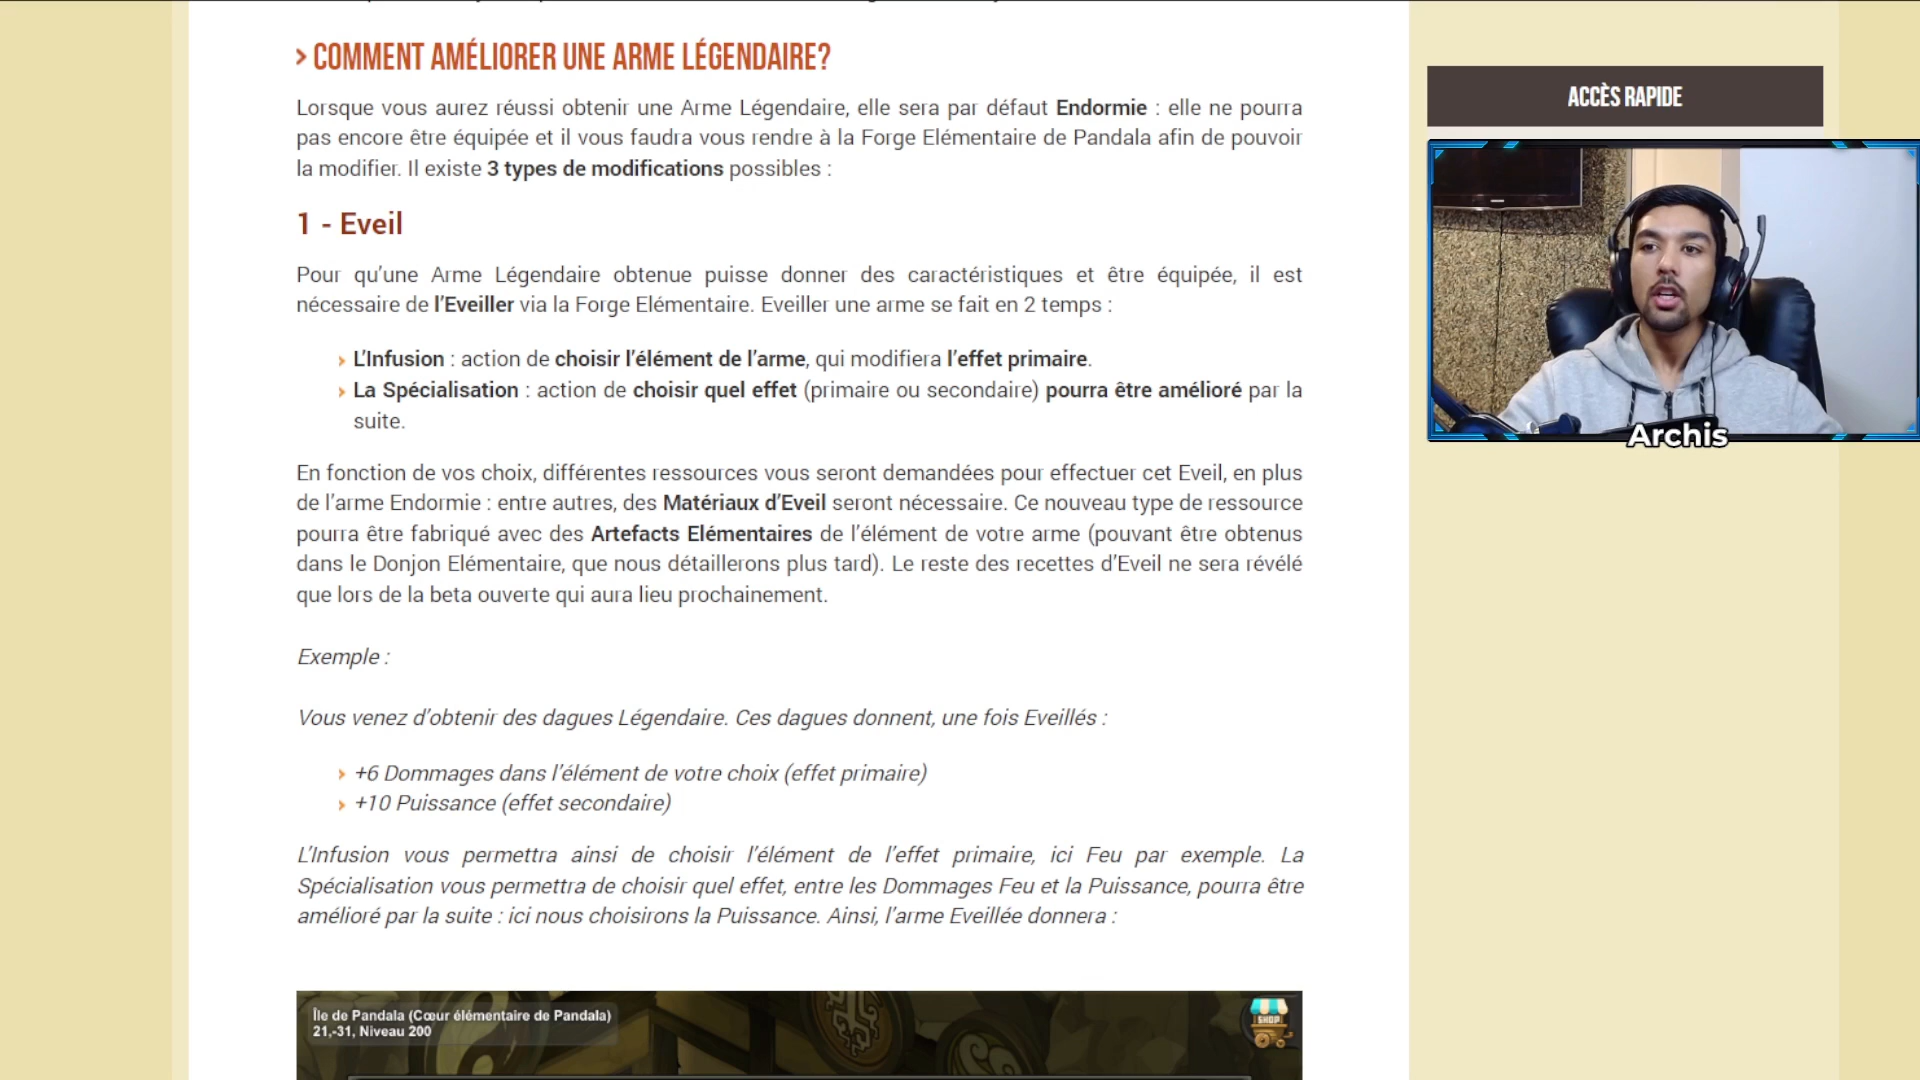 > COMMENT AMÉLIORER UNE ARME LÉGENDAIRE?
Lorsque vous aurez réussi obtenir une Arme Légendaire, elle sera par défaut Endormie : elle ne pourra
pas encore être équipée et il vous faudra vous rendre à la Forge Elémentaire de Pandala afin de pouvoir
la modifier. Il existe 3 types de modifications possibles :
1 - Eveil
Pour qu'une Arme Légendaire obtenue puisse donner des caractéristiques et être équipée, il est
nécessaire de l'Eveiller via la Forge Elémentaire. Eveiller une arme se fait en 2 temps :
› L'Infusion : action de choisir l'élément de l'arme, qui modifiera l'effet primaire.
› La Spécialisation : action de choisir quel effet (primaire ou secondaire) pourra être amélioré par la
suite.
En fonction de vos choix, différentes ressources vous seront demandées pour effectuer cet Eveil, en plus
de l'arme Endormie : entre autres, des Matériaux d'Eveil seront nécessaire. Ce nouveau type de ressource
pourra être fabriqué avec des Artefacts Elémentaires de l'élément de votre arme (pouvant être obtenus
dans le Donjon Elémentaire, que nous détaillerons plus tard). Le reste des recettes d'Eveil ne sera révélé
que lors de la beta ouverte qui aura lieu prochainement.
Exemple :
Vous venez d'obtenir des dagues Légendaire. Ces dagues donnent, une fois Eveillés :
› +6 Dommages dans l'élément de votre choix (effet primaire)
› +10 Puissance (effet secondaire)
L'Infusion vous permettra ainsi de choisir l'élément de l'effet primaire, ici Feu par exemple. La
Spécialisation vous permettra de choisir quel effet, entre les Dommages Feu et la Puissance, pourra être
amélioré par la suite : ici nous choisirons la Puissance. Ainsi, l'arme Eveillée donnera :
Île de Pandala (Cœur élémentaire de Pandala)
21,-31, Niveau 200
SHOP
ACCÈS RAPIDE
Archis